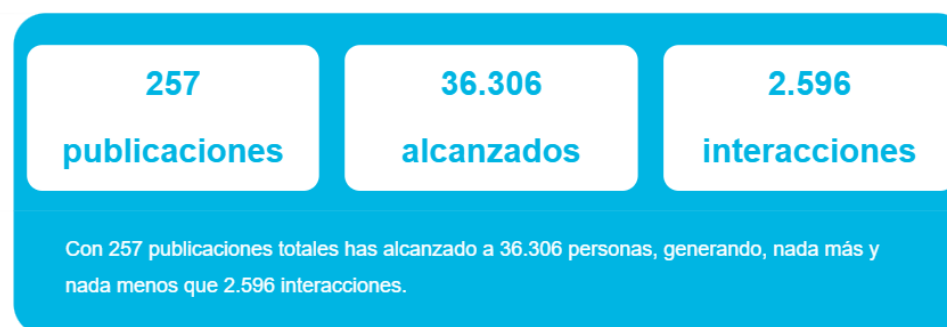 257
publicaciones
36.306
alcanzados
2.596
interacciones
Con 257 publicaciones totales has alcanzado a 36.306 personas, generando, nada más y
nada menos que 2.596 interacciones.